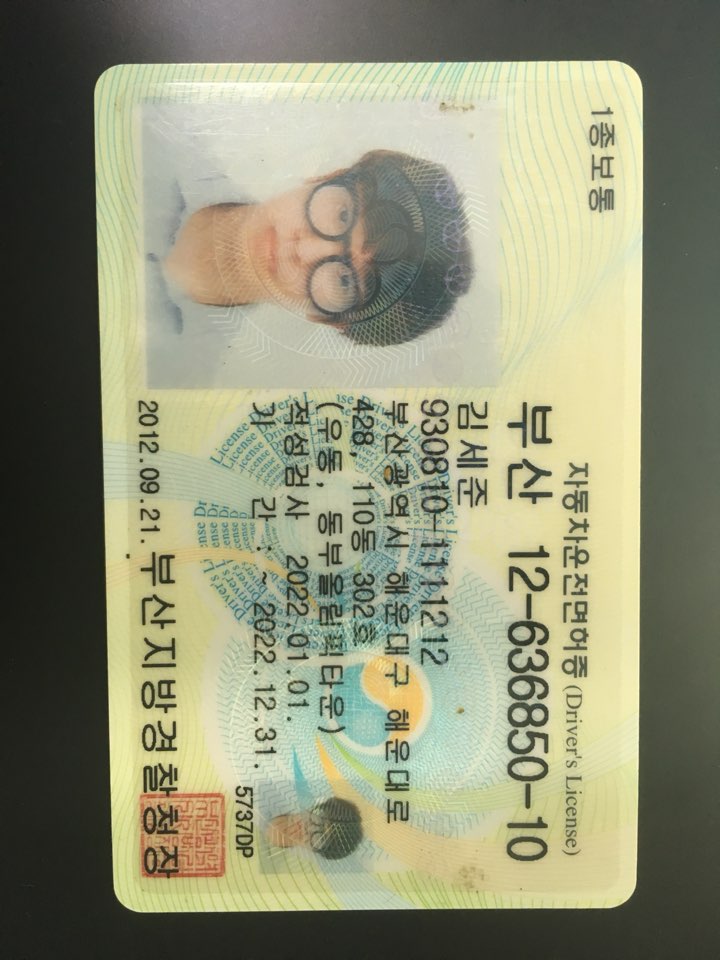 1종보통
자동차운전면허증 (Driver's License)
부산 12-636850-10
김세준
930810-1111212
부산광역시 해운대구 해운대로
428, 110동 302호
(우동, 동부올림픽타운)
적성검사 2022.01.01.
기 간 : ~ 2022.12.31.
5737DP
2012.09.21. 부산지방경찰청장